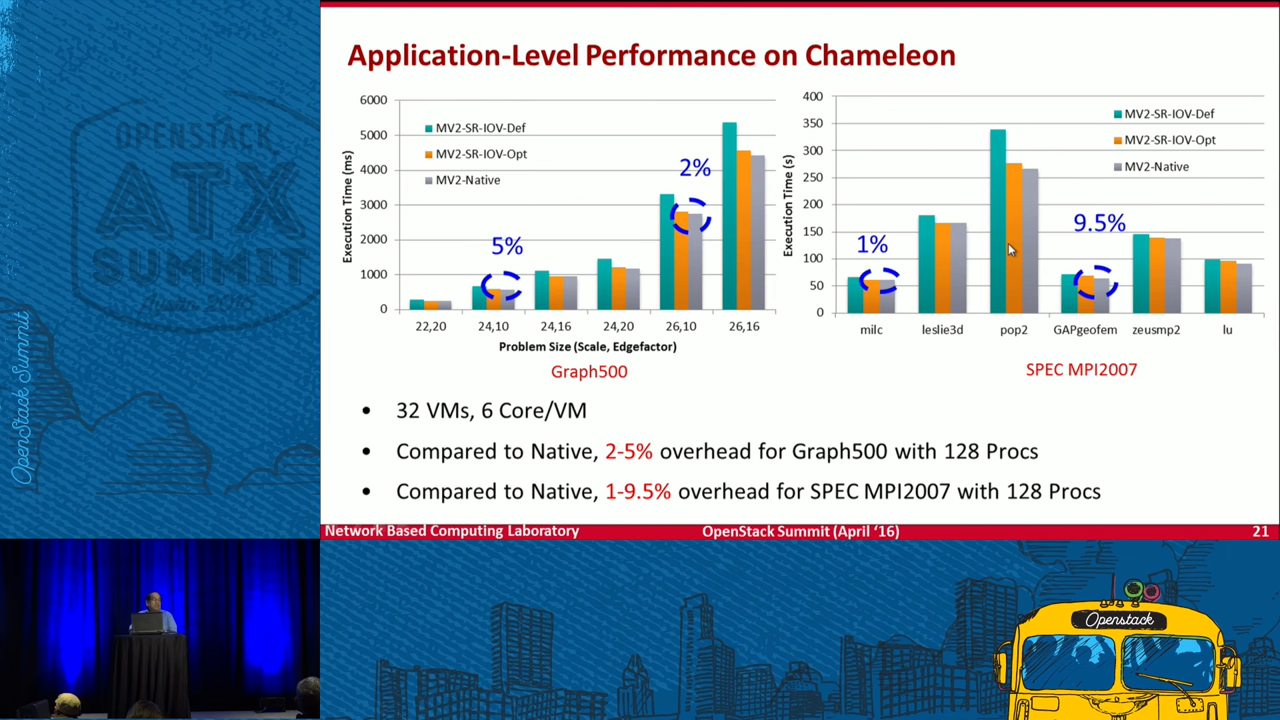 OPENSTACK
ATX
SUMMIT
OpenStack Summit
Application-Level Performance on Chameleon
6000
5000
4000
3000
2000
1000
0
Execution Time (ms)
MV2-SR-IOV-Def
MV2-SR-IOV-Opt
MV2-Native
5%
2%
22,20 24,10 24,16 24,20 26,10 26,16
Problem Size (Scale, Edgefactor)
Graph500
400
350
300
250
200
150
100
50
0
Execution Time (s)
MV2-SR-IOV-Def
MV2-SR-IOV-Opt
MV2-Native
1%
9.5%
milc leslie3d pop2 GAPgeofem zeusmp2 lu
SPEC MPI2007
• 32 VMs, 6 Core/VM
• Compared to Native, 2-5% overhead for Graph500 with 128 Procs
• Compared to Native, 1-9.5% overhead for SPEC MPI2007 with 128 Procs
Network Based Computing Laboratory OpenStack Summit (April ‘16) 21
Openstack